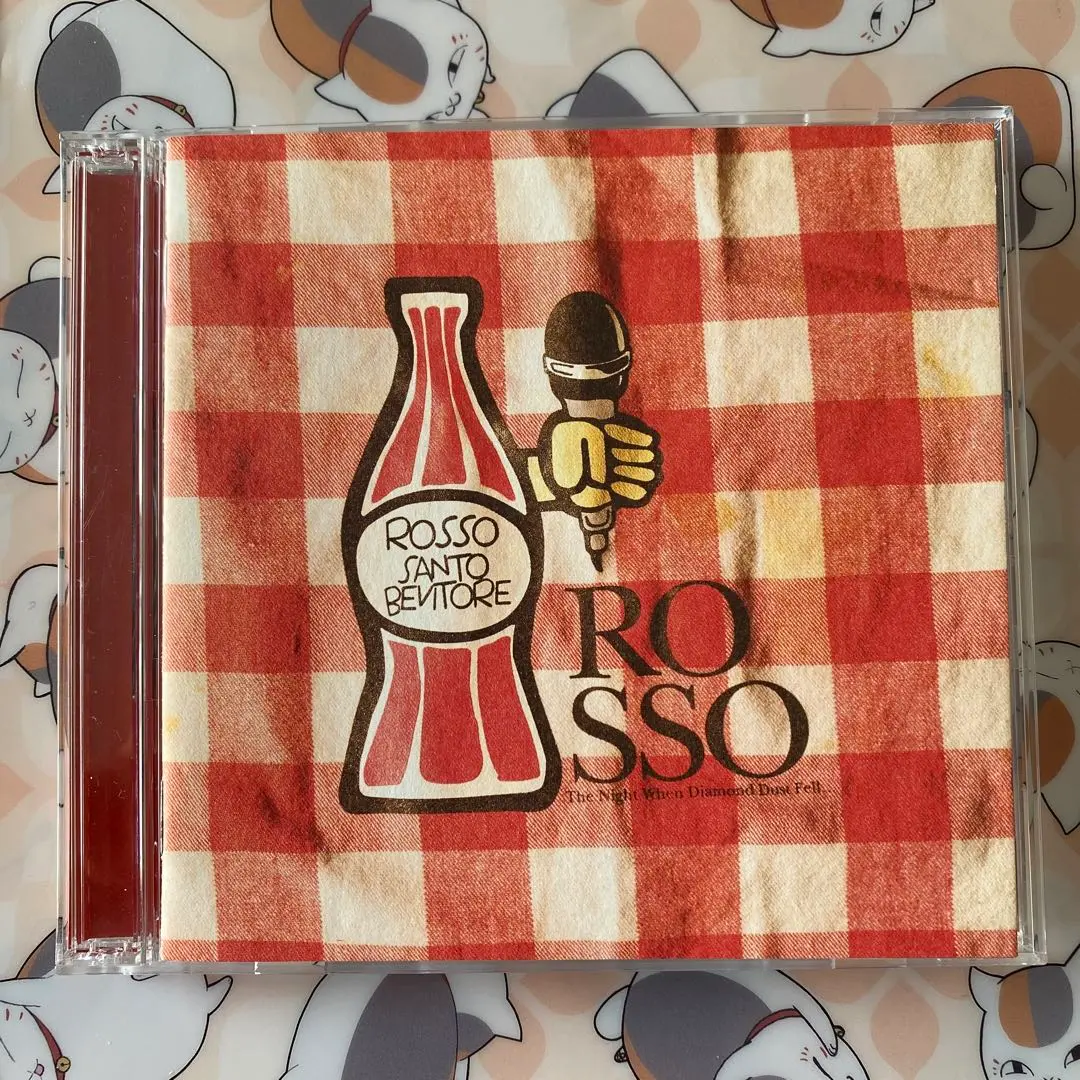 ROSSO
SANTO
BEVITORE
RO
SSO
The Night When Diamond Dust Fell...